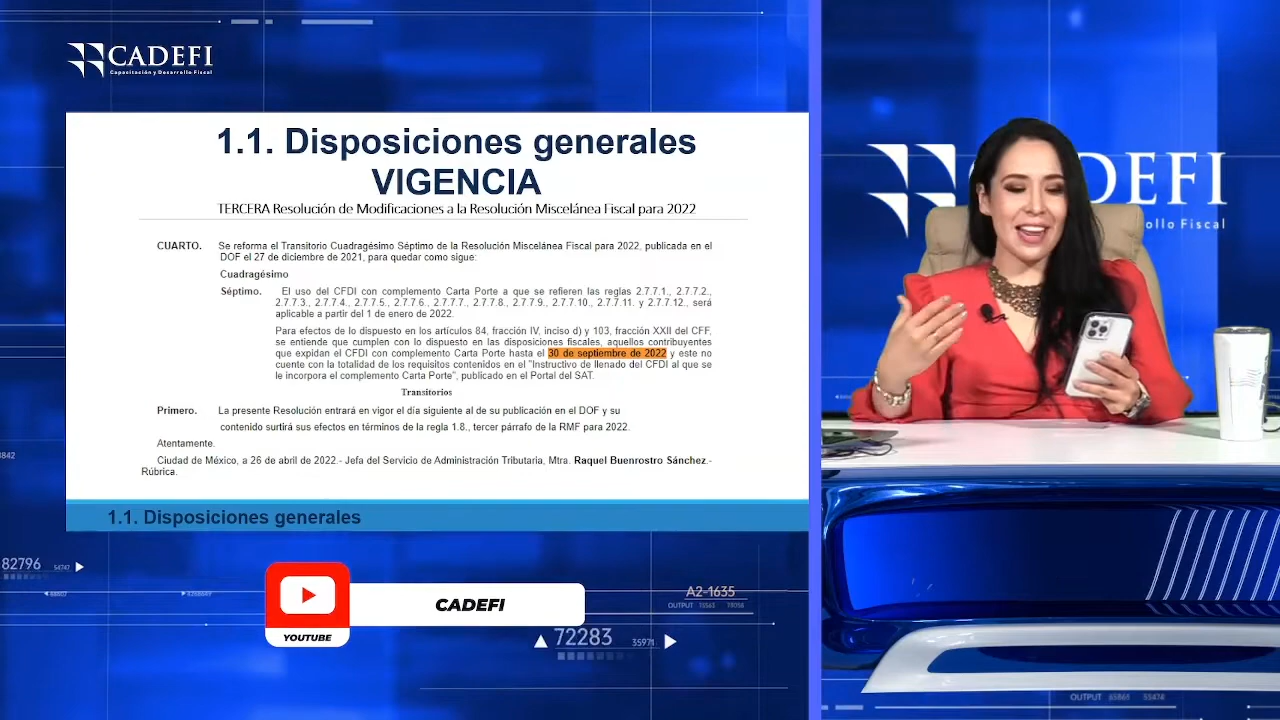 CADEFI
Capacitación y Desarrollo Fiscal
1.1. Disposiciones generales
VIGENCIA
TERCERA Resolución de Modificaciones a la Resolución Miscelánea Fiscal para 2022
CUARTO. Se reforma el Transitorio Cuadragésimo Séptimo de la Resolución Miscelánea Fiscal para 2022, publicada en el
DOF el 27 de diciembre de 2021, para quedar como sigue:
Cuadragésimo
Séptimo. El uso del CFDI con complemento Carta Porte a que se refieren las reglas 2.7.7.1., 2.7.7.2.,
2.7.7.3., 2.7.7.4., 2.7.7.5., 2.7.7.6., 2.7.7.7., 2.7.7.8., 2.7.7.9., 2.7.7.10., 2.7.7.11. y 2.7.7.12., será
aplicable a partir del 1 de enero de 2022.
Para efectos de lo dispuesto en los artículos 84, fracción IV, inciso d) y 103, fracción XXII del CFF,
se entiende que cumplen con lo dispuesto en las disposiciones fiscales, aquellos contribuyentes
que expidan el CFDI con complemento Carta Porte hasta el 30 de septiembre de 2022 y este no
cuente con la totalidad de los requisitos contenidos en el "Instructivo de llenado del CFDI al que se
le incorpora el complemento Carta Porte", publicado en el Portal del SAT.
Transitorios
Primero. La presente Resolución entrará en vigor el día siguiente al de su publicación en el DOF y su
contenido surtirá sus efectos en términos de la regla 1.8., tercer párrafo de la RMF para 2022.
Atentamente.
Ciudad de México, a 26 de abril de 2022.- Jefa del Servicio de Administración Tributaria, Mtra. Raquel Buenrostro Sánchez.-
Rúbrica.
1.1. Disposiciones generales
DEFI
ollo Fiscal
3842
82796
A2-1635
OUTPUT
YOUTUBE
CADEFI
72283
35971
OUTPUT